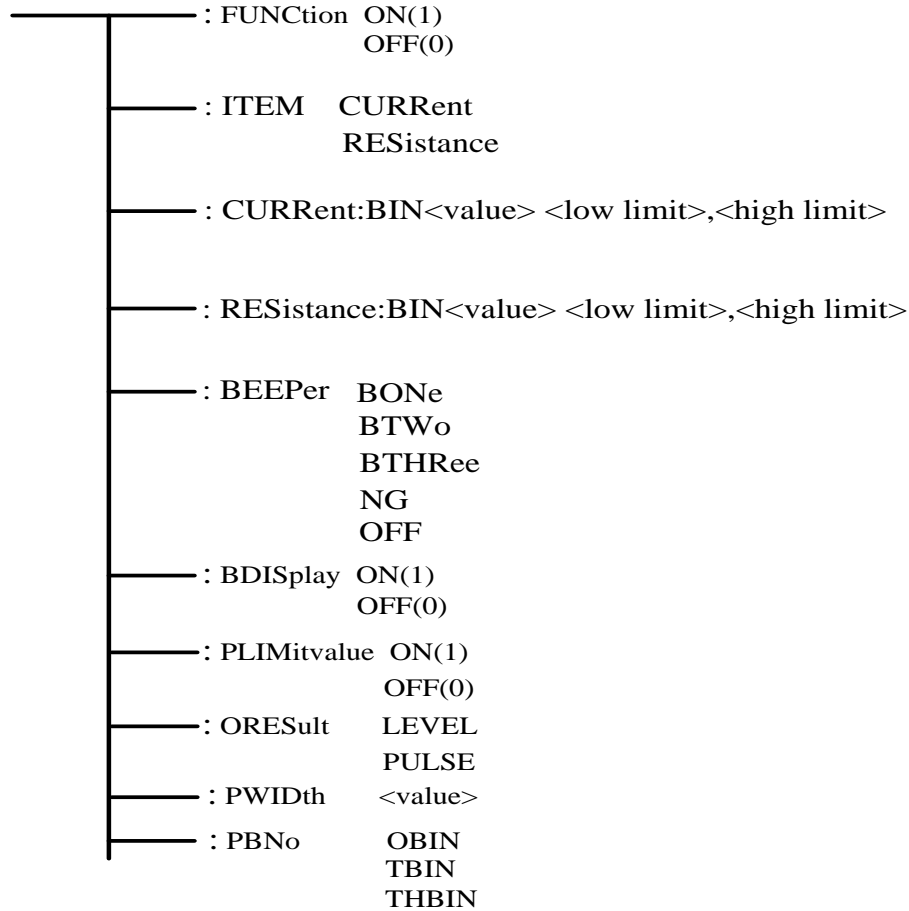 : FUNCtion ON(1)
OFF(0)
: ITEM CURRent
RESistance
: CURRent:BIN<value> <low limit>,<high limit>
: RESistance:BIN<value> <low limit>,<high limit>
: BEEPer BONe
BTWo
BTHRee
NG
OFF
: BDISplay ON(1)
OFF(0)
: PLIMitvalue ON(1)
OFF(0)
: ORESult LEVEL
PULSE
: PWIDth <value>
: PBNo OBIN
TBIN
THBIN